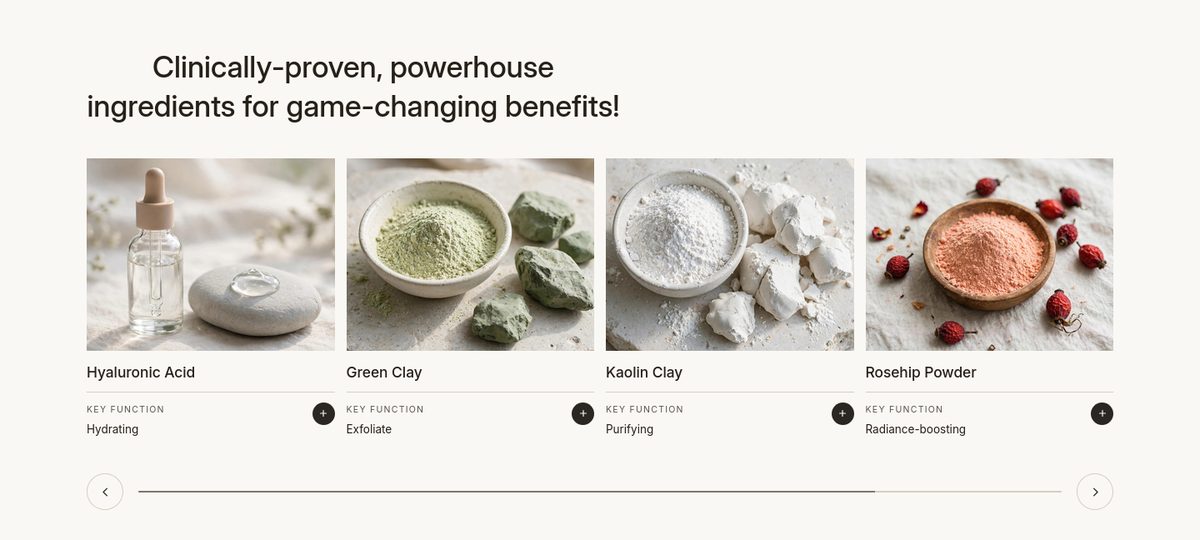 Clinically-proven, powerhouse
ingredients for game-changing benefits!
Hyaluronic Acid
KEY FUNCTION
Hydrating
Green Clay
KEY FUNCTION
Exfoliate
Kaolin Clay
KEY FUNCTION
Purifying
Rosehip Powder
KEY FUNCTION
Radiance-boosting